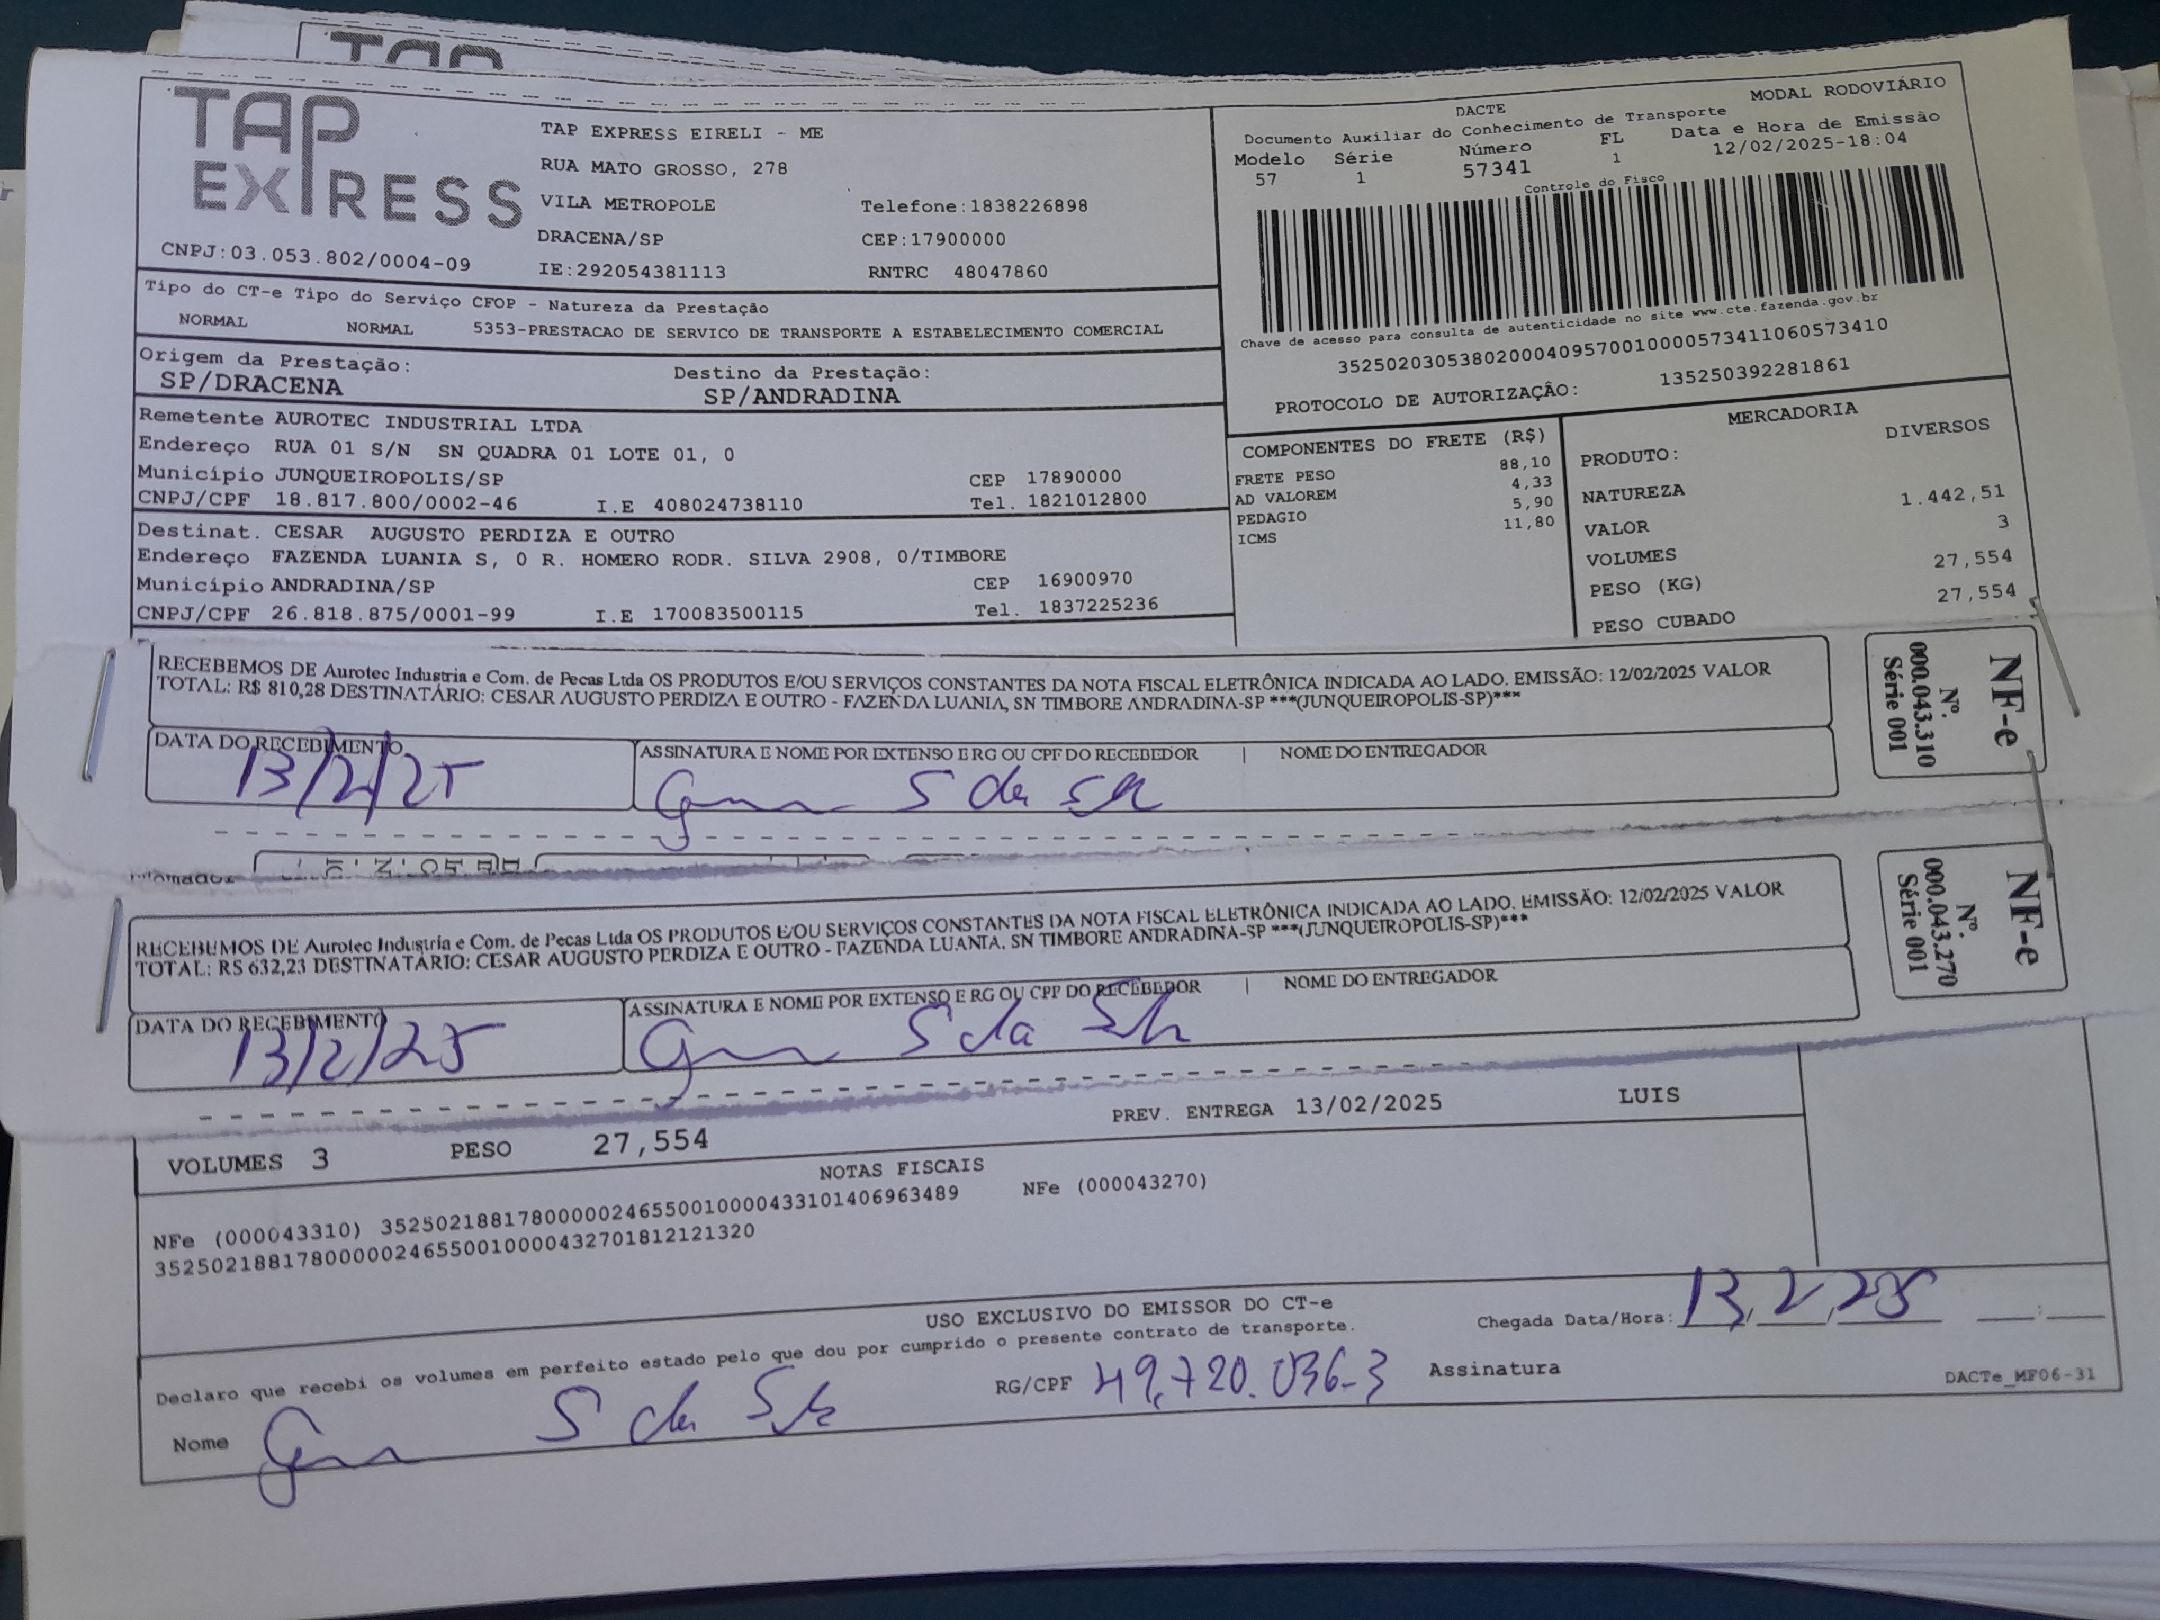 TAP
TAP EXPRESS
TAP EXPRESS EIRELI - ME
RUA MATO GROSSO, 278
VILA METROPOLE Telefone:1838226898
DRACENA/SP CEP:17900000
CNPJ:03.053.802/0004-09 IE:292054381113 RNTRC 48047860
DACTE MODAL RODOVIÁRIO
Documento Auxiliar do Conhecimento de Transporte
Modelo Série Número FL Data e Hora de Emissão
57 1 57341 1 12/02/2025-18:04
Controle do Fisco
Chave de acesso para consulta de autenticidade no site www.cte.fazenda.gov.br
35250203053802000409570010000573411060573410
PROTOCOLO DE AUTORIZAÇÃO: 135250392281861
Tipo do CT-e Tipo do Serviço CFOP - Natureza da Prestação
NORMAL NORMAL 5353-PRESTACAO DE SERVICO DE TRANSPORTE A ESTABELECIMENTO COMERCIAL
Origem da Prestação: Destino da Prestação:
SP/DRACENA SP/ANDRADINA
Remetente AUROTEC INDUSTRIAL LTDA
Endereço RUA 01 S/N SN QUADRA 01 LOTE 01, 0
Município JUNQUEIROPOLIS/SP CEP 17890000
CNPJ/CPF 18.817.800/0002-46 I.E 408024738110 Tel. 1821012800
Destinat. CESAR AUGUSTO PERDIZA E OUTRO
Endereço FAZENDA LUANIA S, 0 R. HOMERO RODR. SILVA 2908, 0/TIMBORE
Município ANDRADINA/SP CEP 16900970
CNPJ/CPF 26.818.875/0001-99 I.E 170083500115 Tel. 1837225236
COMPONENTES DO FRETE (R$)
FRETE PESO 88,10
AD VALOREM 4,33
PEDAGIO 5,90
ICMS 11,80
MERCADORIA
PRODUTO: DIVERSOS
NATUREZA
VALOR 1.442,51
VOLUMES 3
PESO (KG) 27,554
PESO CUBADO 27,554
RECEBEMOS DE Aurotec Industria e Com. de Pecas Ltda OS PRODUTOS E/OU SERVIÇOS CONSTANTES DA NOTA FISCAL ELETRÔNICA INDICADA AO LADO. EMISSÃO: 12/02/2025 VALOR
TOTAL: R$ 810,28 DESTINATÁRIO: CESAR AUGUSTO PERDIZA E OUTRO - FAZENDA LUANIA, SN TIMBORE ANDRADINA-SP ***(JUNQUEIROPOLIS-SP)***
DATA DO RECEBIMENTO ASSINATURA E NOME POR EXTENSO E RG OU CPF DO RECEBEDOR | NOME DO ENTREGADOR
13/2/25 S da
NF-e
Nº.
000.043.310
Série 001
RECEBEMOS DE Aurotec Industria e Com. de Pecas Ltda OS PRODUTOS E/OU SERVIÇOS CONSTANTES DA NOTA FISCAL ELETRÔNICA INDICADA AO LADO. EMISSÃO: 12/02/2025 VALOR
TOTAL: R$ 632,23 DESTINATÁRIO: CESAR AUGUSTO PERDIZA E OUTRO - FAZENDA LUANIA, SN TIMBORE ANDRADINA-SP ***(JUNQUEIROPOLIS-SP)***
DATA DO RECEBIMENTO ASSINATURA E NOME POR EXTENSO E RG OU CPF DO RECEBEDOR | NOME DO ENTREGADOR
13/2/25 S da
NF-e
Nº.
000.043.270
Série 001
VOLUMES 3 PESO 27,554 PREV. ENTREGA 13/02/2025 LUIS
NOTAS FISCAIS
NFe (000043310) 35250218817800000246550010000433101406963489 NFe (000043270)
35250218817800000246550010000432701812121320
USO EXCLUSIVO DO EMISSOR DO CT-e
Declaro que recebi os volumes em perfeito estado pelo que dou por cumprido o presente contrato de transporte.
Chegada Data/Hora: 13,2,25 :
Nome S da RG/CPF 49.720.036-3 Assinatura
DACTe_MF06-31